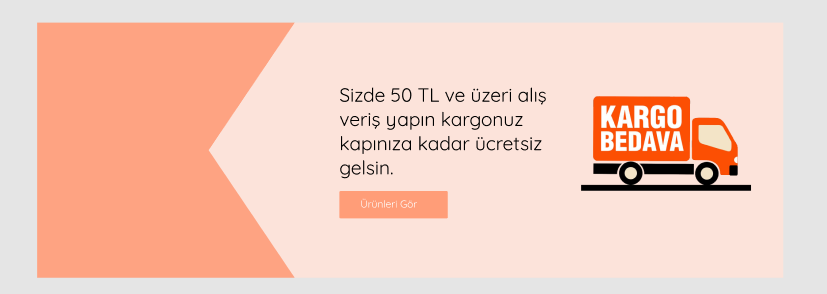 Sizde 50 TL ve üzeri alış
veriş yapın kargonuz
kapınıza kadar ücretsiz
gelsin.
Ürünleri Gör
KARGO
BEDAVA